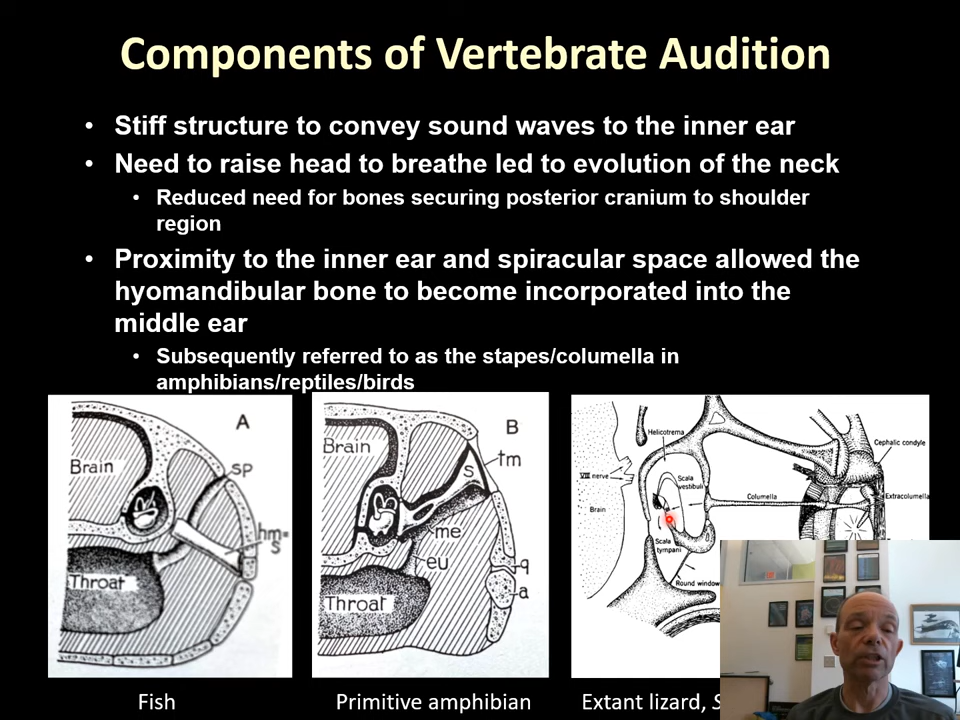 Components of Vertebrate Audition
• Stiff structure to convey sound waves to the inner ear
• Need to raise head to breathe led to evolution of the neck
• Reduced need for bones securing posterior cranium to shoulder
region
• Proximity to the inner ear and spiracular space allowed the
hyomandibular bone to become incorporated into the
middle ear
• Subsequently referred to as the stapes/columella in
amphibians/reptiles/birds
A
Brain
sp
hm=
s
Throat
B
Brain
tm
s
me
eu
q
a
Throat
Helicotrema
Cephalic condyle
VIII nerve
Scala
vestibuli
Columella
Extracolumella
Brain
Scala
tympani
Round window
Fish
Primitive amphibian
Extant lizard, S